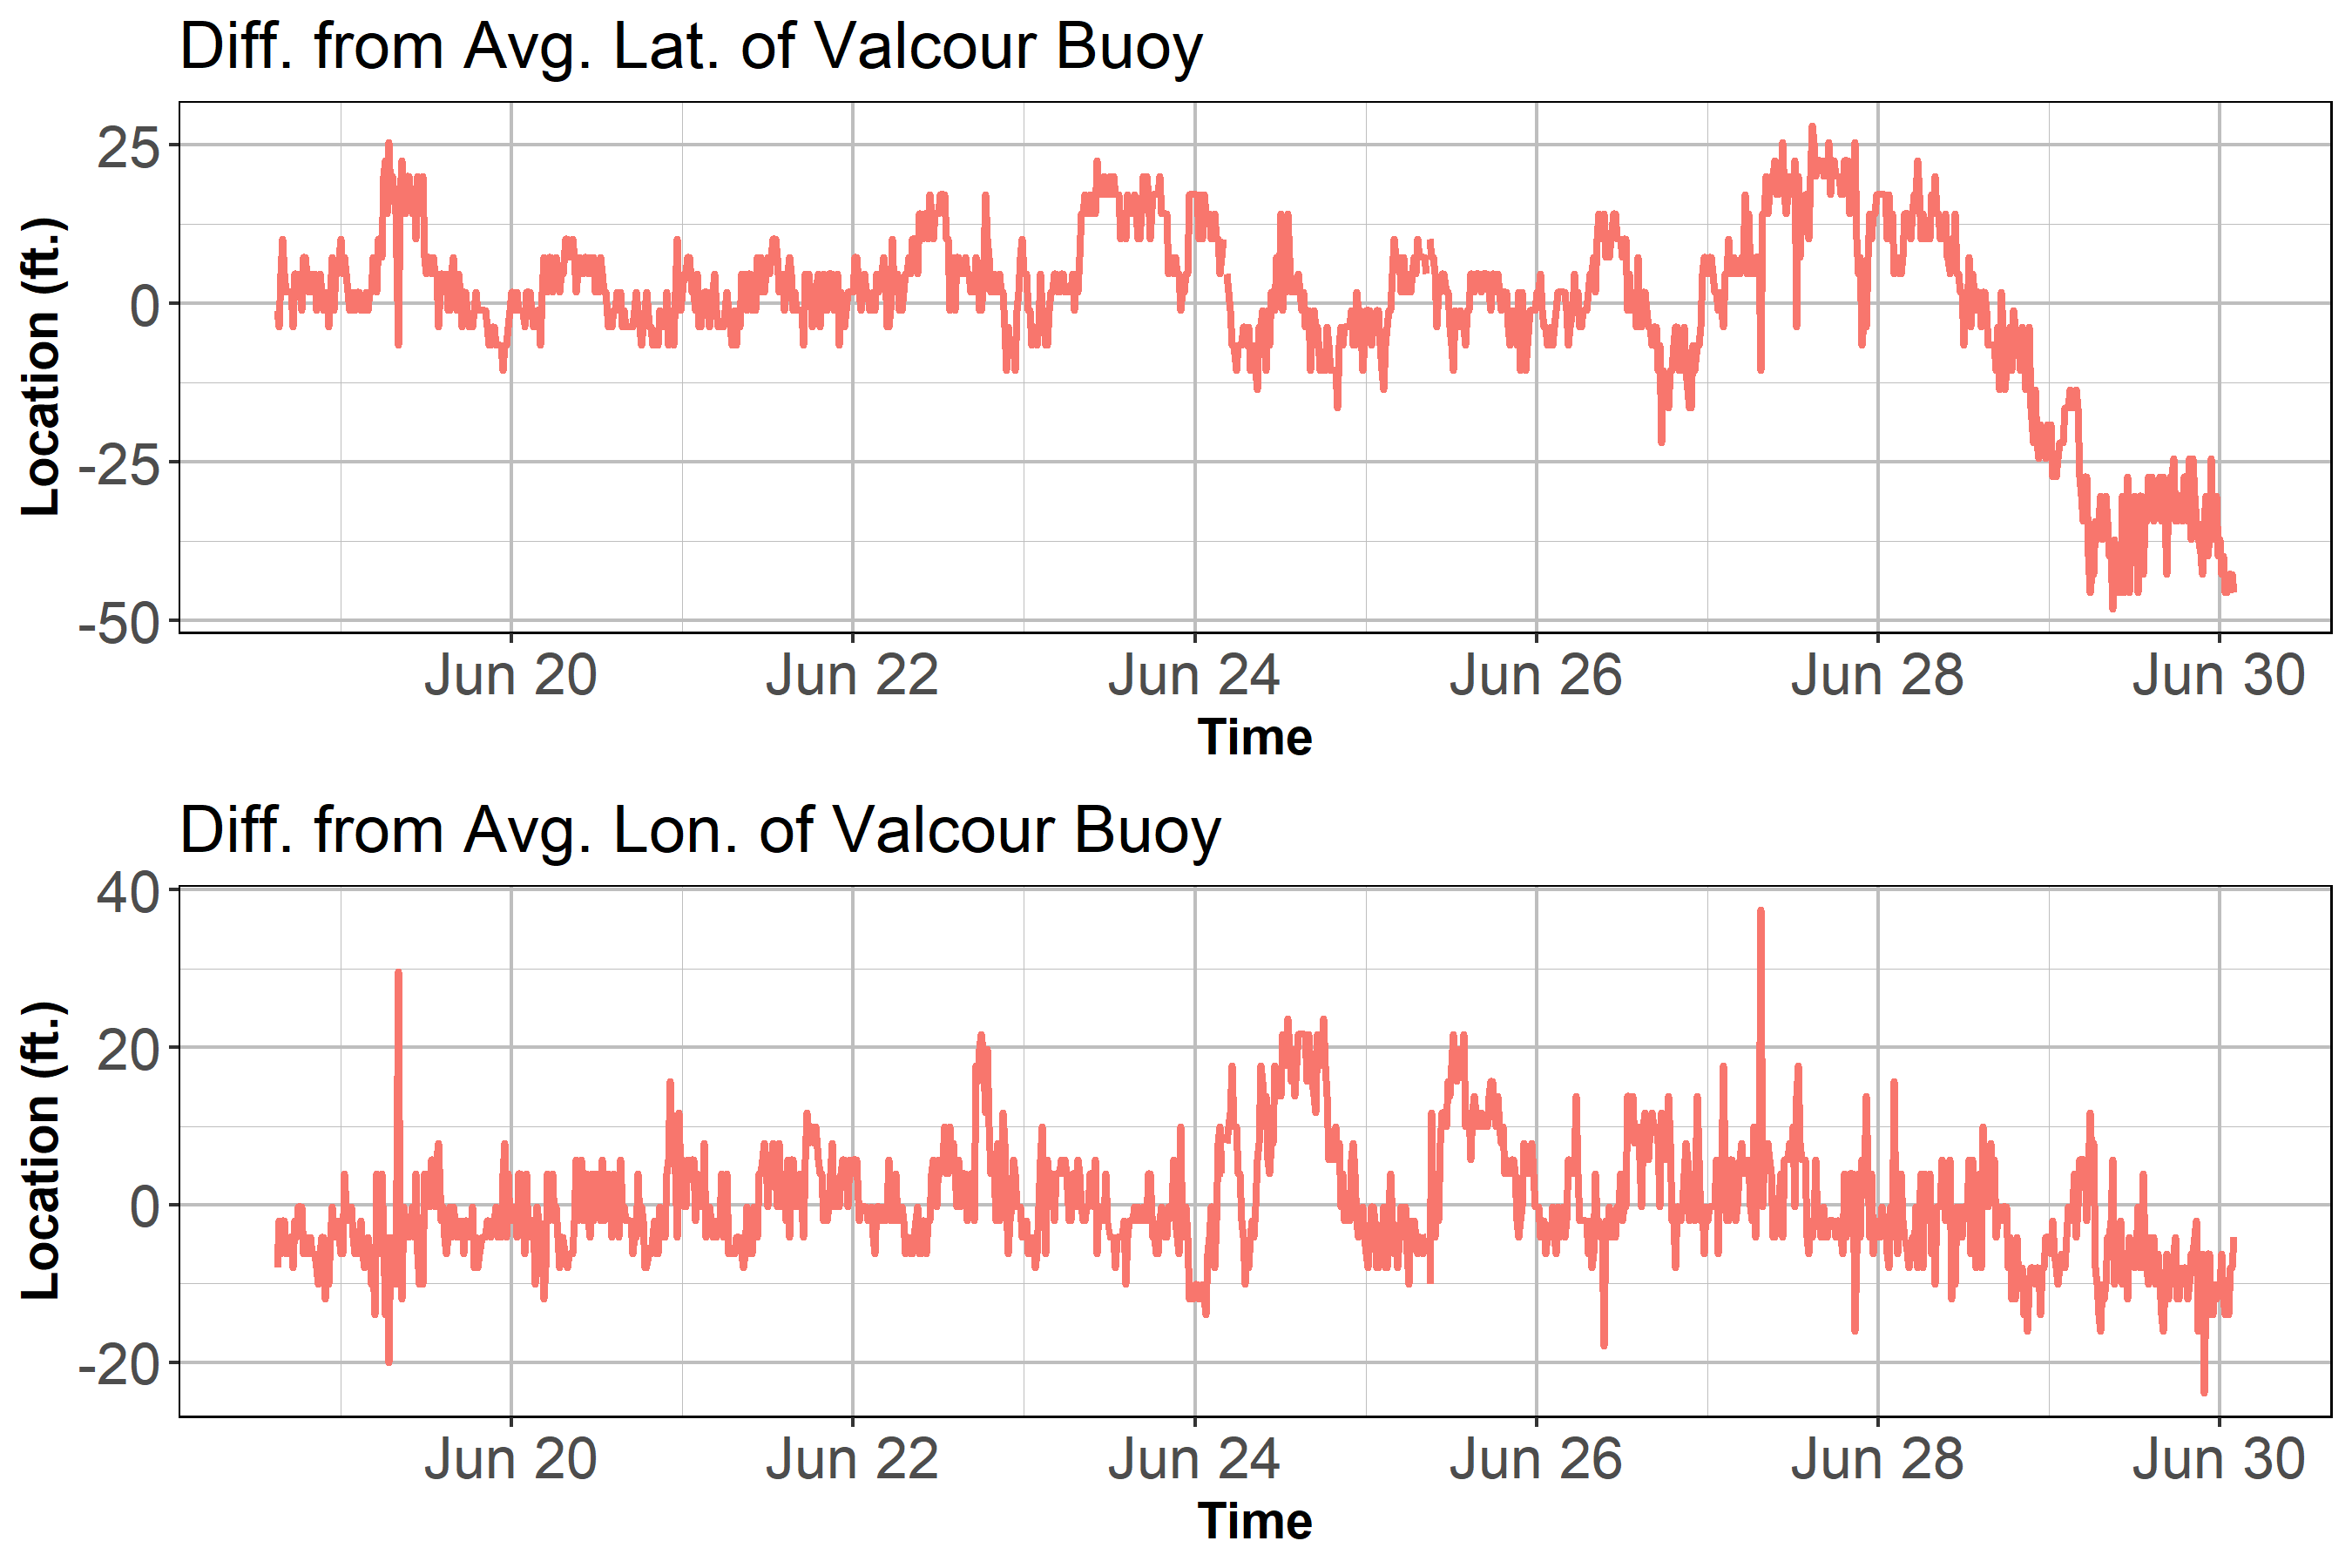 Diff. from Avg. Lat. of Valcour Buoy
Location (ft.)
25
0
-25
-50
Jun 20 Jun 22 Jun 24 Jun 26 Jun 28 Jun 30
Time
Diff. from Avg. Lon. of Valcour Buoy
Location (ft.)
40
20
0
-20
Jun 20 Jun 22 Jun 24 Jun 26 Jun 28 Jun 30
Time